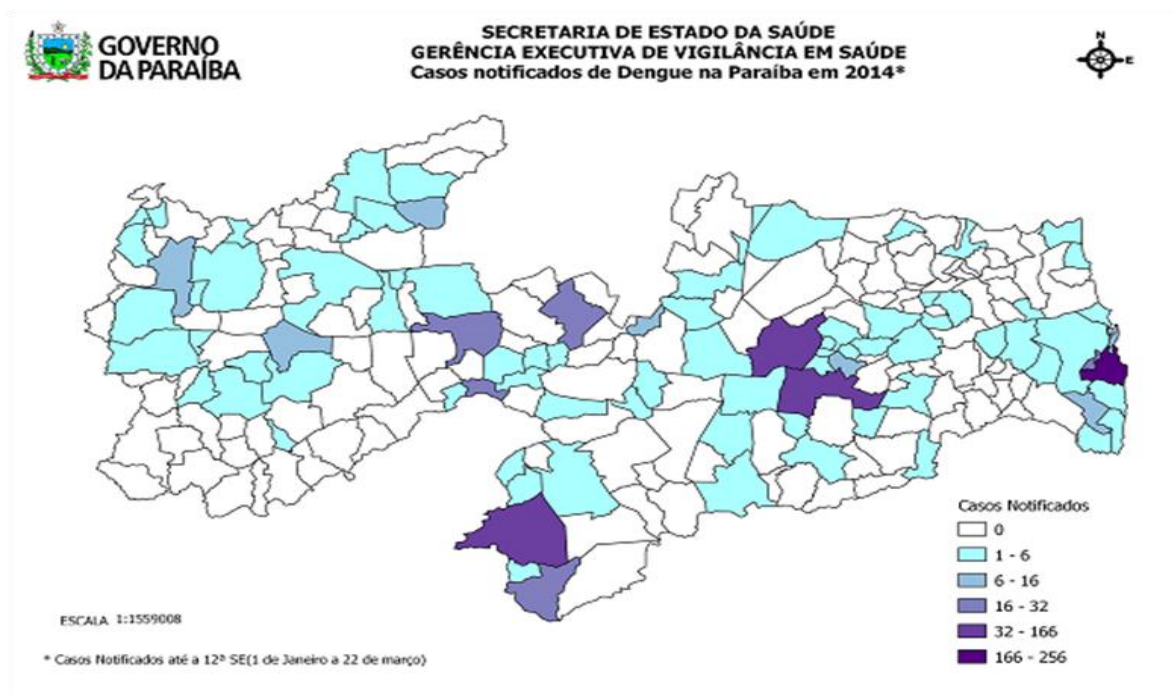 GOVERNO
DA PARAÍBA
SECRETARIA DE ESTADO DA SAÚDE
GERÊNCIA EXECUTIVA DE VIGILÂNCIA EM SAÚDE
Casos notificados de Dengue na Paraíba em 2014*
N
E
Casos Notificados
0
1 - 6
6 - 16
16 - 32
32 - 166
166 - 256
ESCALA 1:1559008
* Casos Notificados até a 12ª SE(1 de Janeiro a 22 de março)